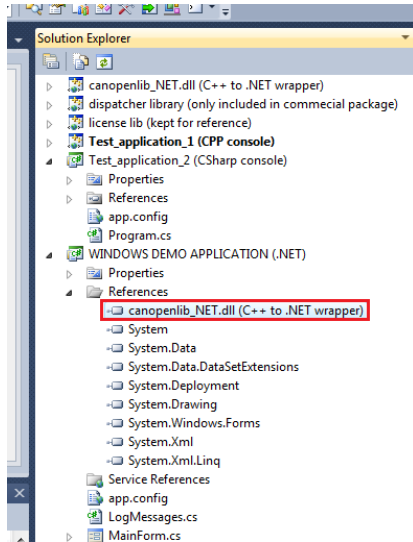 Solution Explorer
canopenlib_NET.dll (C++ to .NET wrapper)
dispatcher library (only included in commecial package)
license lib (kept for reference)
Test_application_1 (CPP console)
Test_application_2 (CSharp console)
Properties
References
app.config
Program.cs
WINDOWS DEMO APPLICATION (.NET)
Properties
References
canopenlib_NET.dll (C++ to .NET wrapper)
System
System.Data
System.Data.DataSetExtensions
System.Deployment
System.Drawing
System.Windows.Forms
System.Xml
System.Xml.Linq
Service References
app.config
LogMessages.cs
MainForm.cs